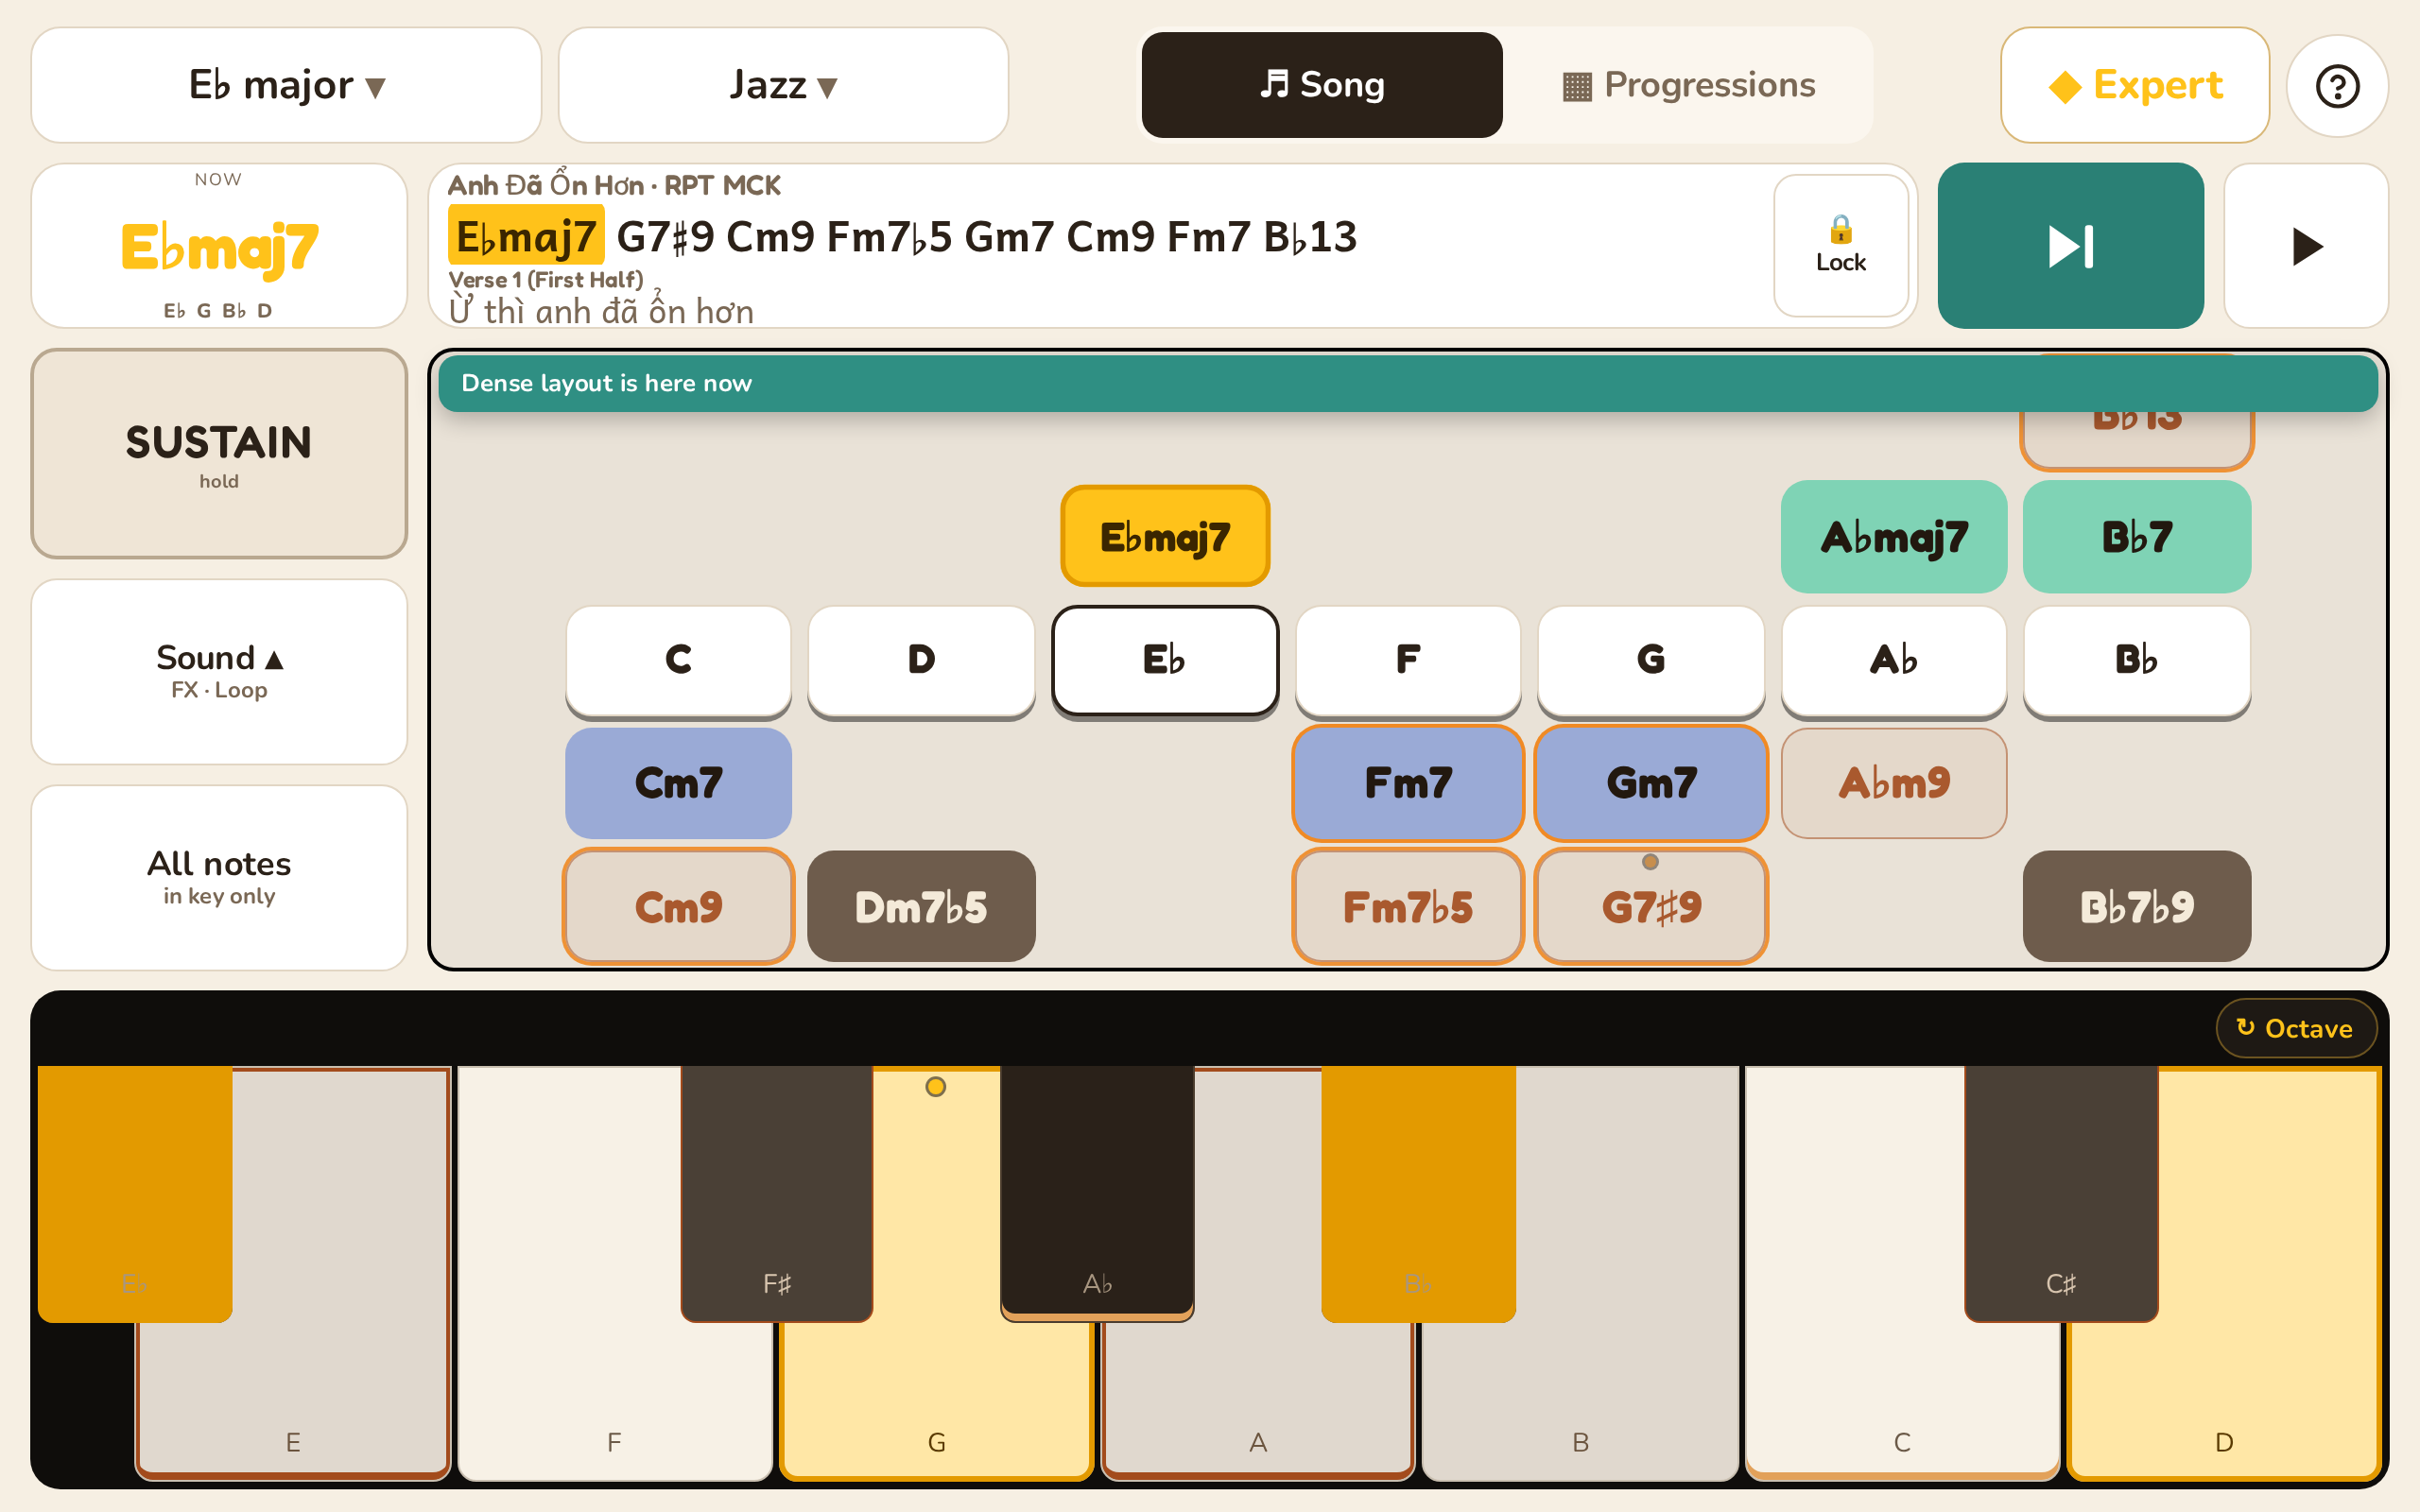 E♭ major ▼
Jazz ▼
♬ Song
▦ Progressions
◆ Expert
?
NOW
E♭maj7
E♭ G B♭ D
Anh Đã Ổn Hơn · RPT MCK
E♭maj7 G7♯9 Cm9 Fm7♭5 Gm7 Cm9 Fm7 B♭13
Verse 1 (First Half)
Ừ thì anh đã ổn hơn
🔒
Lock
SUSTAIN
hold
Sound ▲
FX · Loop
All notes
in key only
Dense layout is here now
B♭13
E♭maj7
A♭maj7
B♭7
C
D
E♭
F
G
A♭
B♭
Cm7
Fm7
Gm7
A♭m9
Cm9
Dm7♭5
Fm7♭5
G7♯9
B♭7♭9
↻ Octave
E♭
F♯
A♭
B♭
C♯
E
F
G
A
B
C
D